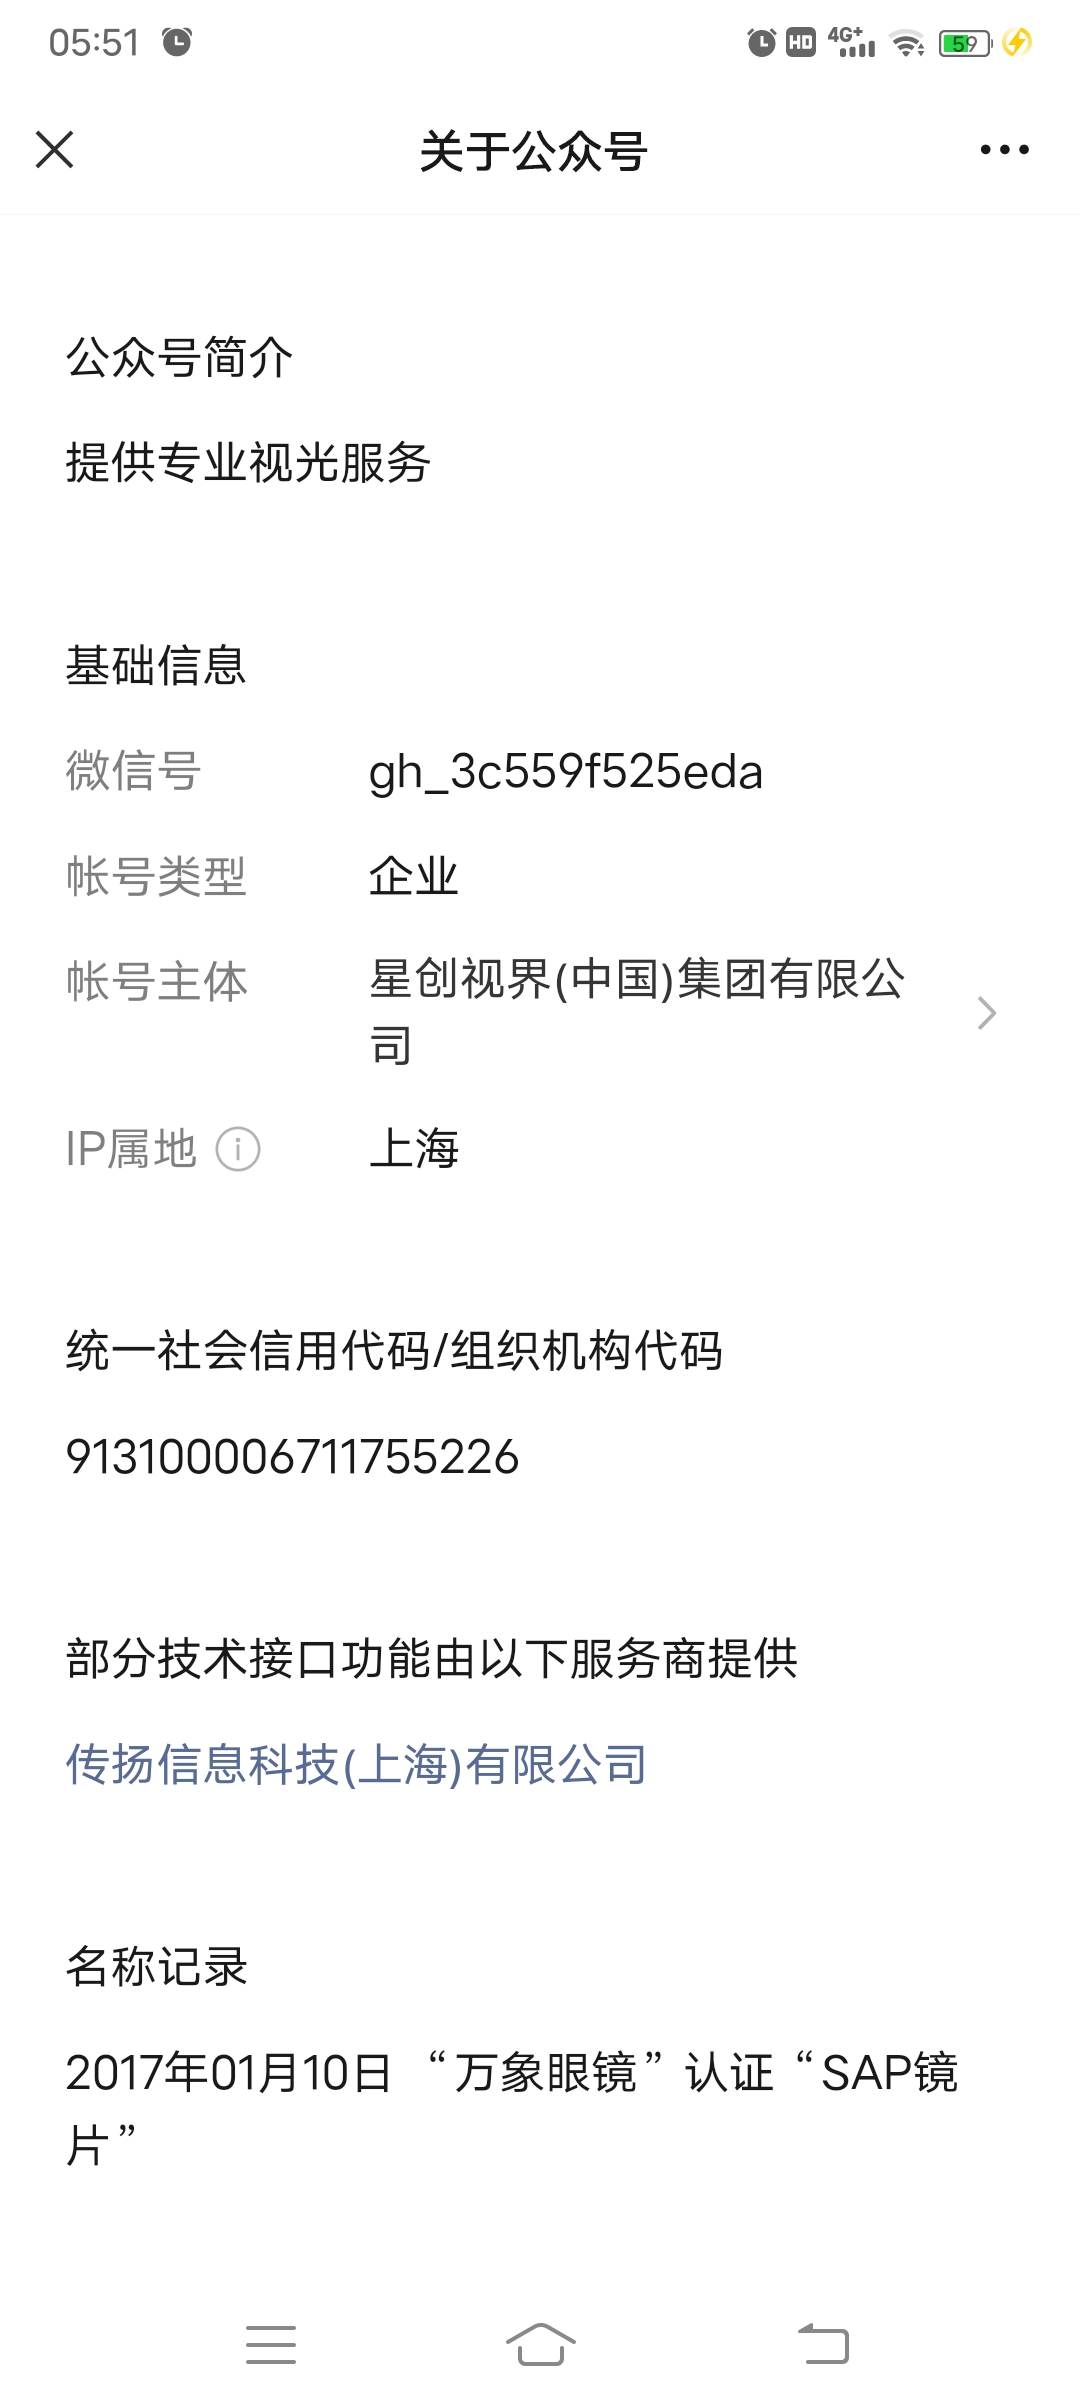 05:51
HD 4G+ 59
关于公众号
公众号简介
提供专业视光服务
基础信息
微信号 gh_3c559f525eda
帐号类型 企业
帐号主体 星创视界(中国)集团有限公
司
IP属地 上海
统一社会信用代码/组织机构代码
913100006711755226
部分技术接口功能由以下服务商提供
传扬信息科技(上海)有限公司
名称记录
2017年01月10日 “万象眼镜”认证“SAP镜
片”